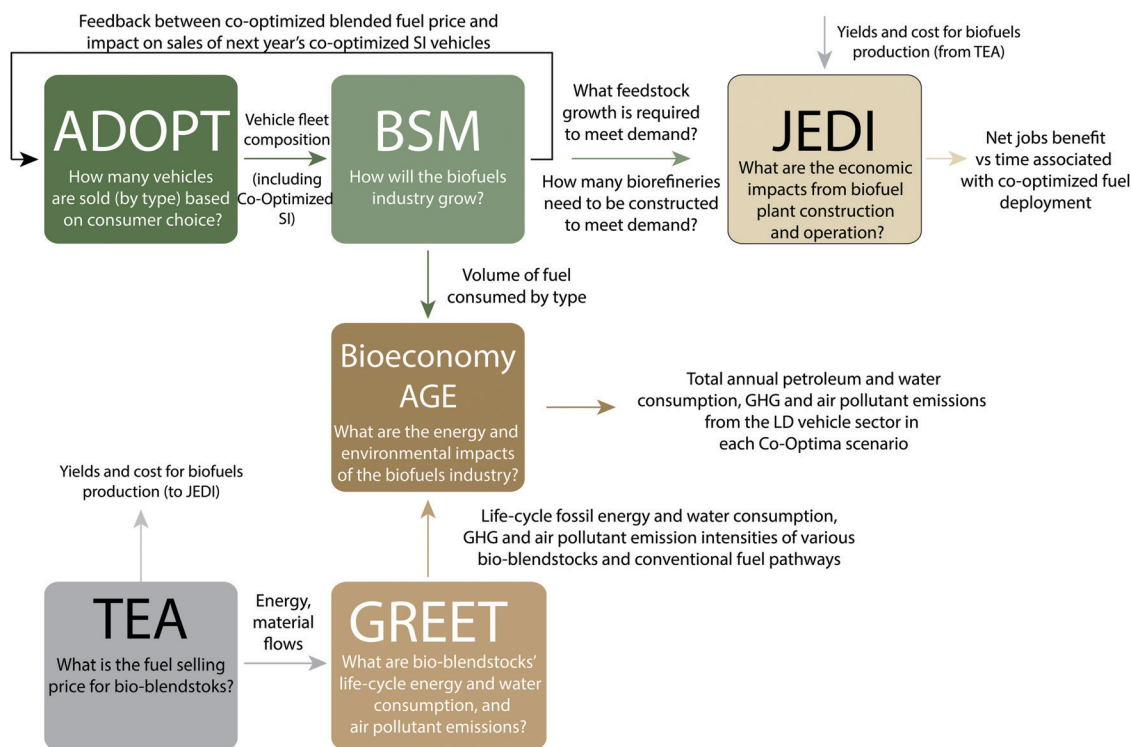 Feedback between co-optimized blended fuel price and
impact on sales of next year's co-optimized SI vehicles
ADOPT
How many vehicles
are sold (by type) based
on consumer choice?
Vehicle fleet
composition
(including
Co-Optimized
SI)
BSM
How will the biofuels
industry grow?
What feedstock
growth is required
to meet demand?
How many biorefineries
need to be constructed
to meet demand?
Yields and cost for biofuels
production (from TEA)
JEDI
What are the economic
impacts from biofuel
plant construction
and operation?
Net jobs benefit
vs time associated
with co-optimized fuel
deployment
Volume of fuel
consumed by type
Bioeconomy
AGE
What are the energy and
environmental impacts
of the biofuels industry?
Total annual petroleum and water
consumption, GHG and air pollutant emissions
from the LD vehicle sector in
each Co-Optima scenario
Yields and cost for biofuels
production (to JEDI)
Life-cycle fossil energy and water consumption,
GHG and air pollutant emission intensities of various
bio-blendstocks and conventional fuel pathways
TEA
What is the fuel selling
price for bio-blendstoks?
Energy,
material
flows
GREET
What are bio-blendstocks'
life-cycle energy and water
consumption, and
air pollutant emissions?